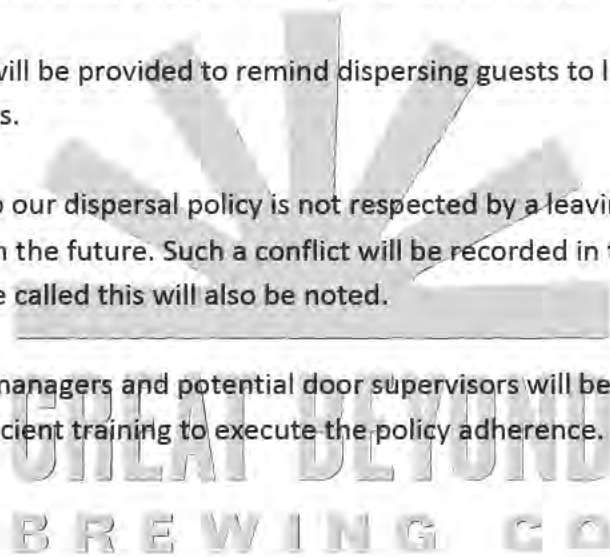 will be provided to remind dispersing guests to l
s.
o our dispersal policy is not respected by a leavin
n the future. Such a conflict will be recorded in t
e called this will also be noted.
managers and potential door supervisors will be
cient training to execute the policy adherence.
GREAT BEYOND
BREWING CO